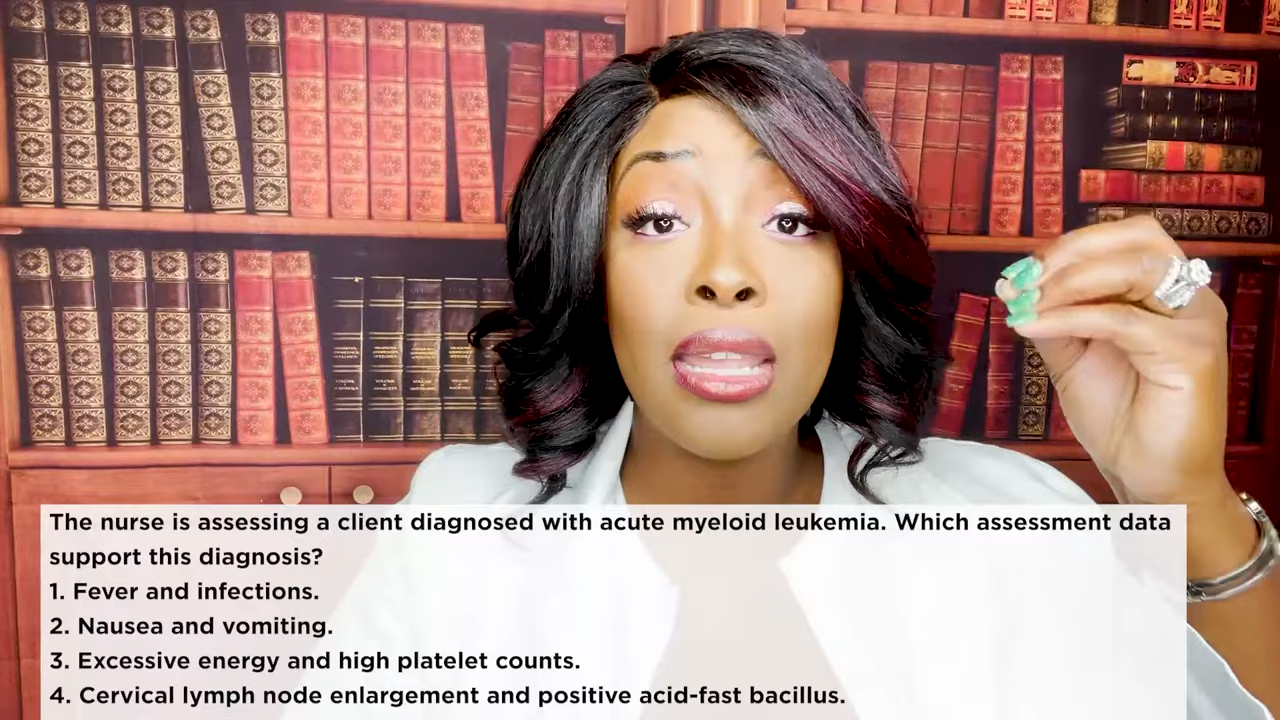 The nurse is assessing a client diagnosed with acute myeloid leukemia. Which assessment data
support this diagnosis?
1. Fever and infections.
2. Nausea and vomiting.
3. Excessive energy and high platelet counts.
4. Cervical lymph node enlargement and positive acid-fast bacillus.